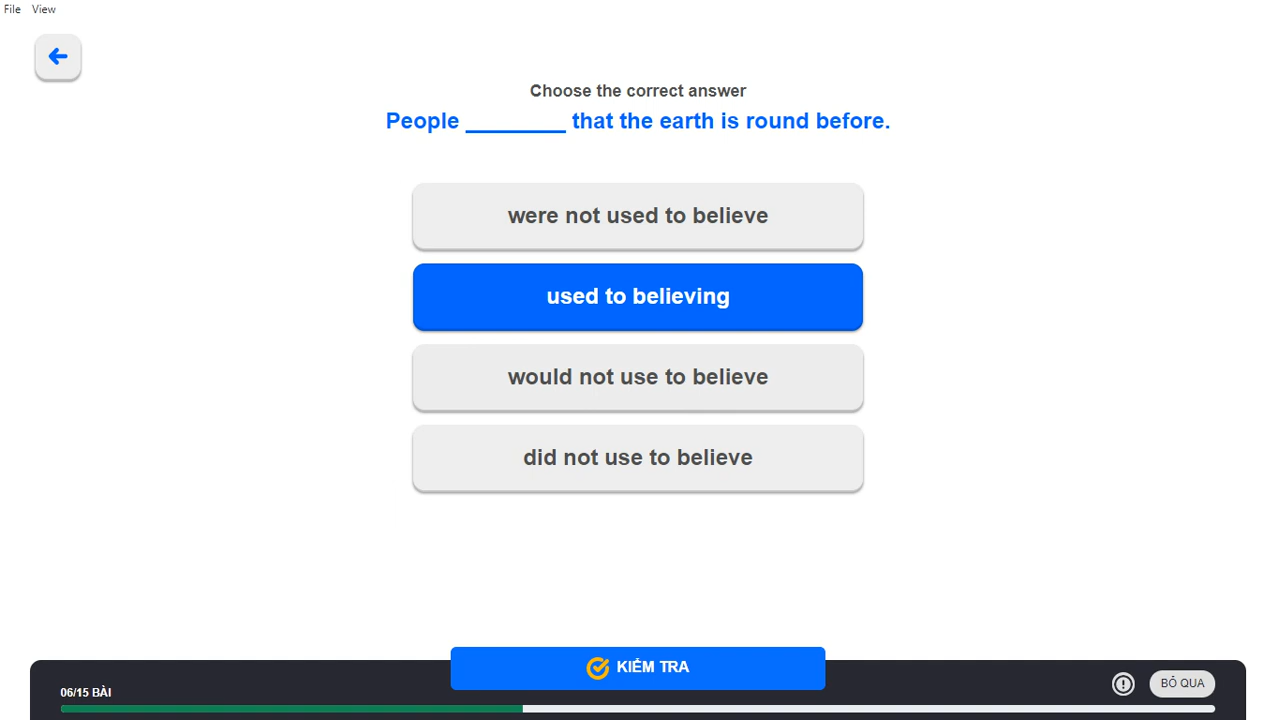 File View
Choose the correct answer
People ________ that the earth is round before.
were not used to believe
used to believing
would not use to believe
did not use to believe
KIỂM TRA
06/15 BÀI
BỎ QUA